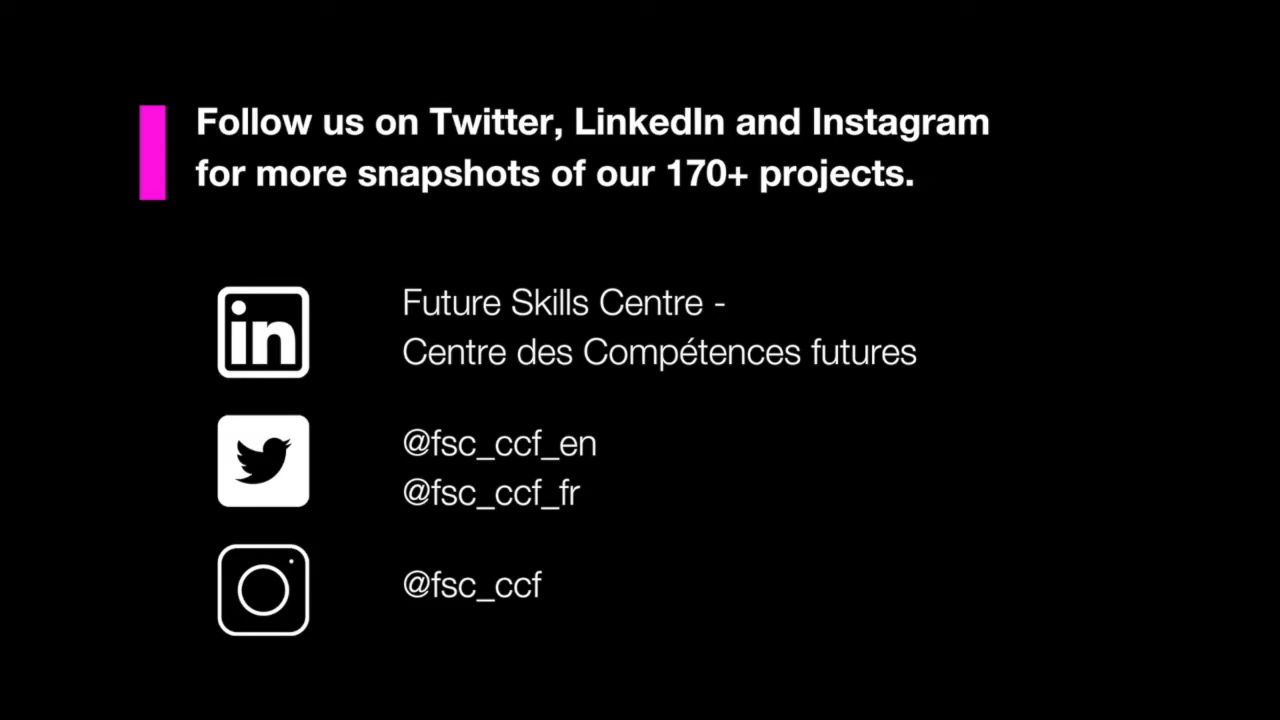 Follow us on Twitter, LinkedIn and Instagram
for more snapshots of our 170+ projects.
in
Future Skills Centre -
Centre des Compétences futures
@fsc_ccf_en
@fsc_ccf_fr
@fsc_ccf